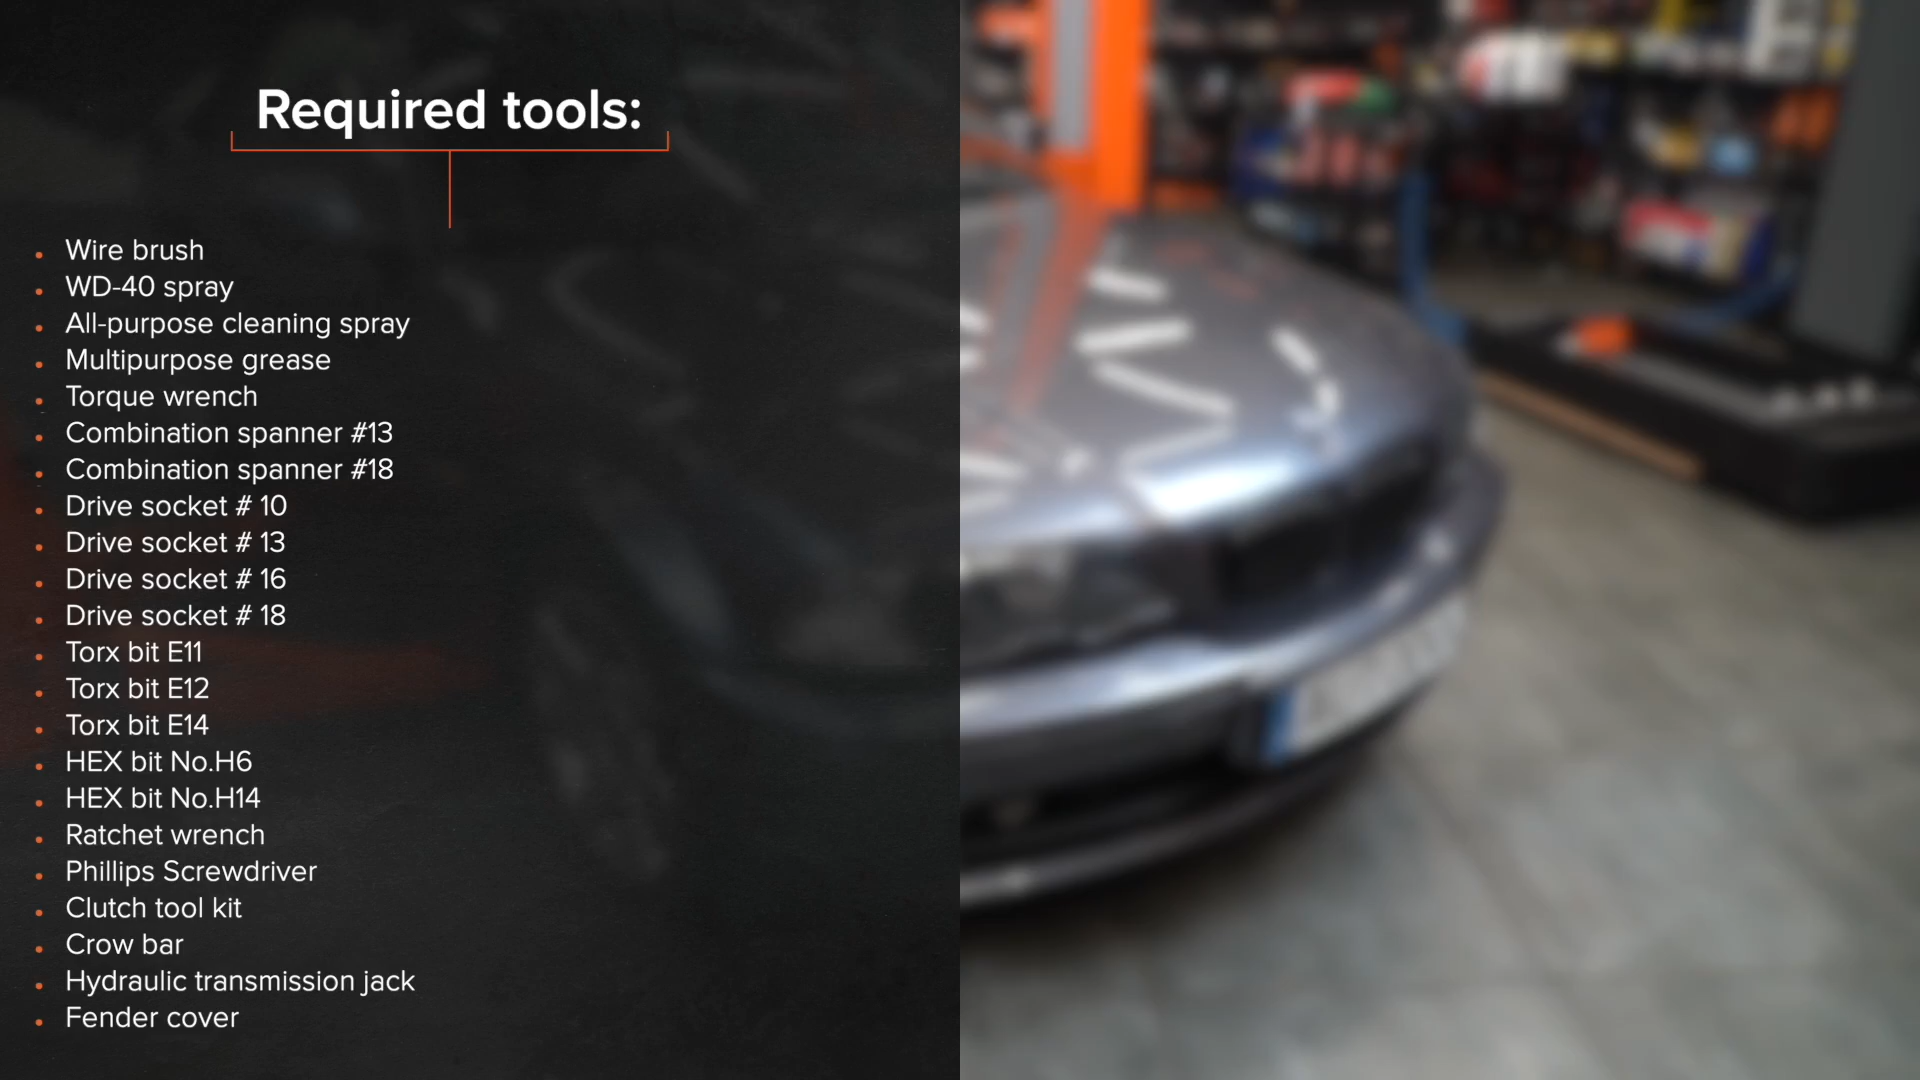 Required tools:
Wire brush
WD-40 spray
All-purpose cleaning spray
Multipurpose grease
Torque wrench
Combination spanner #13
Combination spanner #18
Drive socket # 10
Drive socket # 13
Drive socket # 16
Drive socket # 18
Torx bit E11
Torx bit E12
Torx bit E14
HEX bit No.H6
HEX bit No.H14
Ratchet wrench
Phillips Screwdriver
Clutch tool kit
Crow bar
Hydraulic transmission jack
Fender cover